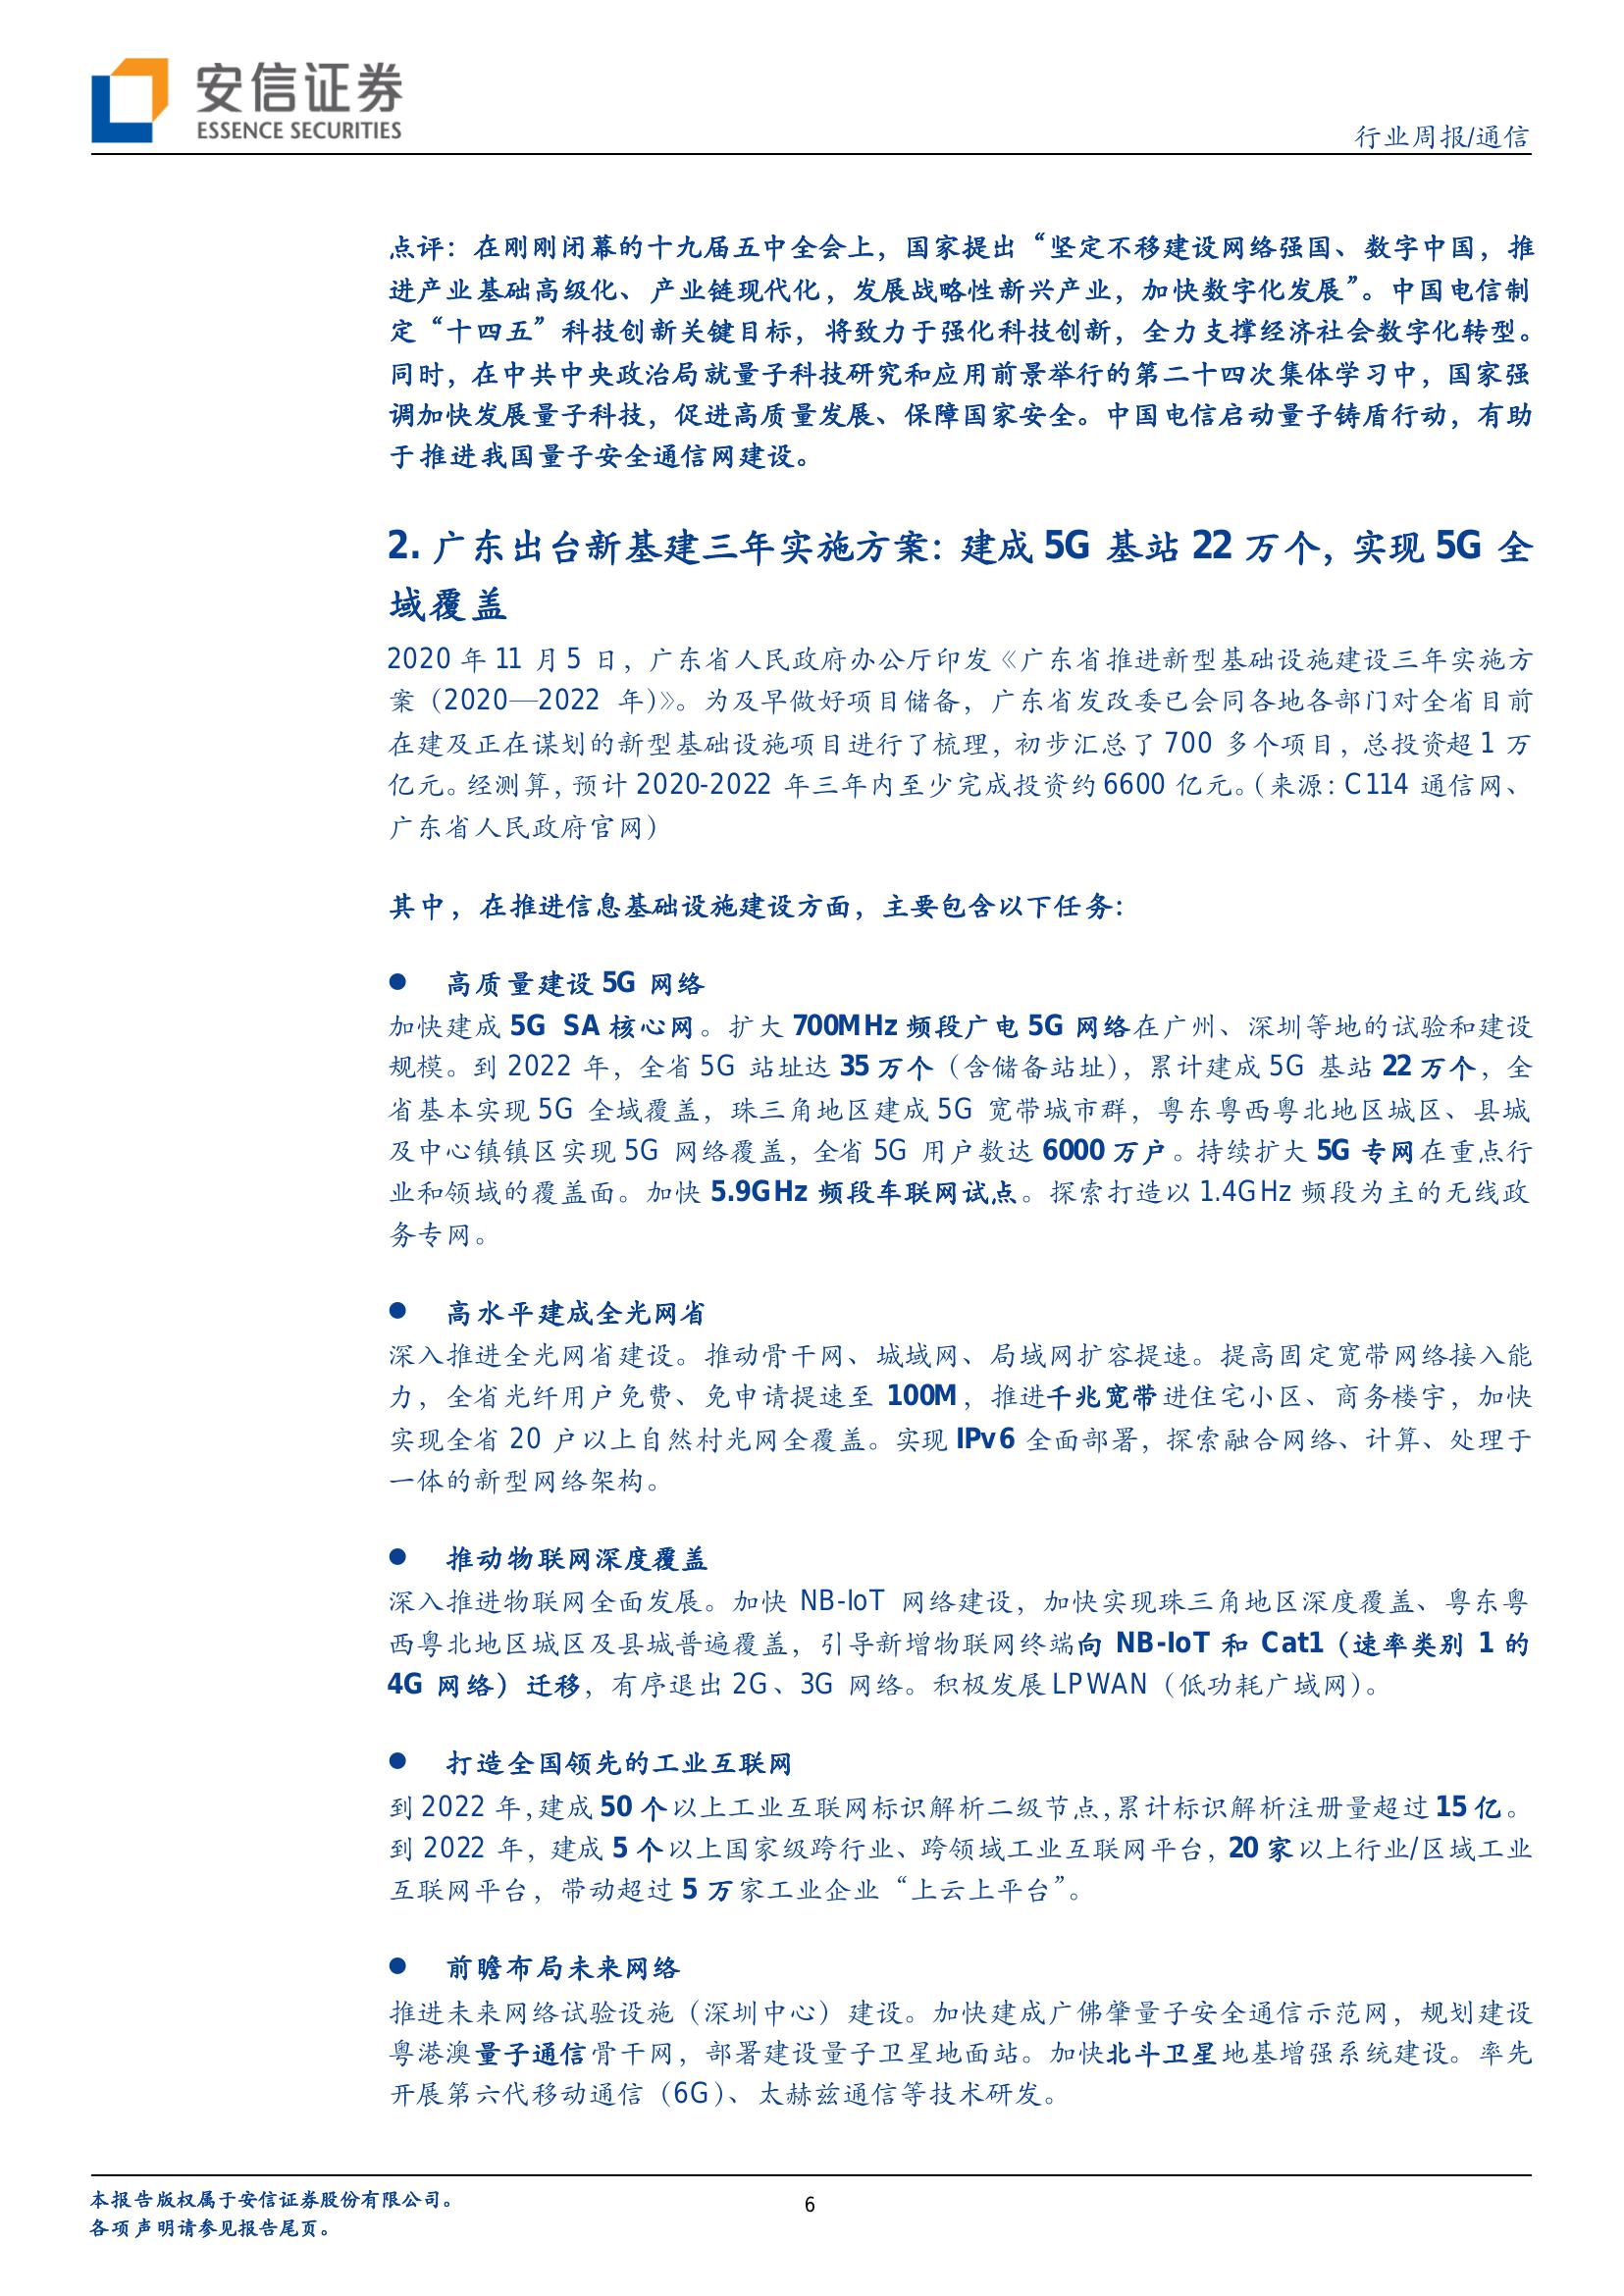 安信证券
ESSENCE SECURITIES
行业周报/通信
点评：在刚刚闭幕的十九届五中全会上，国家提出“坚定不移建设网络强国、数字中国，推
进产业基础高级化、产业链现代化，发展战略性新兴产业，加快数字化发展”。中国电信制
定“十四五”科技创新关键目标，将致力于强化科技创新，全力支撑经济社会数字化转型。
同时，在中共中央政治局就量子科技研究和应用前景举行的第二十四次集体学习中，国家强
调加快发展量子科技，促进高质量发展、保障国家安全。中国电信启动量子铸盾行动，有助
于推进我国量子安全通信网建设。
2. 广东出台新基建三年实施方案：建成 5G 基站 22 万个，实现 5G 全
域覆盖
2020 年 11 月 5 日，广东省人民政府办公厅印发《广东省推进新型基础设施建设三年实施方
案（2020—2022 年)》。为及早做好项目储备，广东省发改委已会同各地各部门对全省目前
在建及正在谋划的新型基础设施项目进行了梳理，初步汇总了 700 多个项目，总投资超 1 万
亿元。经测算，预计 2020-2022 年三年内至少完成投资约 6600 亿元。（来源：C114 通信网、
广东省人民政府官网）
其中，在推进信息基础设施建设方面，主要包含以下任务：
● 高质量建设 5G 网络
加快建成 5G SA 核心网。扩大 700MHz 频段广电 5G 网络在广州、深圳等地的试验和建设
规模。到 2022 年，全省 5G 站址达 35 万个（含储备站址），累计建成 5G 基站 22 万个，全
省基本实现 5G 全域覆盖，珠三角地区建成 5G 宽带城市群，粤东粤西粤北地区城区、县城
及中心镇镇区实现 5G 网络覆盖，全省 5G 用户数达 6000 万户。持续扩大 5G 专网在重点行
业和领域的覆盖面。加快 5.9GHz 频段车联网试点。探索打造以 1.4GHz 频段为主的无线政
务专网。
● 高水平建成全光网省
深入推进全光网省建设。推动骨干网、城域网、局域网扩容提速。提高固定宽带网络接入能
力，全省光纤用户免费、免申请提速至 100M，推进千兆宽带进住宅小区、商务楼宇，加快
实现全省 20 户以上自然村光网全覆盖。实现 IPv6 全面部署，探索融合网络、计算、处理于
一体的新型网络架构。
● 推动物联网深度覆盖
深入推进物联网全面发展。加快 NB-IoT 网络建设，加快实现珠三角地区深度覆盖、粤东粤
西粤北地区城区及县城普遍覆盖，引导新增物联网终端向 NB-IoT 和 Cat1（速率类别 1 的
4G 网络）迁移，有序退出 2G、3G 网络。积极发展 LPWAN（低功耗广域网）。
● 打造全国领先的工业互联网
到 2022 年，建成 50 个以上工业互联网标识解析二级节点，累计标识解析注册量超过 15 亿。
到 2022 年，建成 5 个以上国家级跨行业、跨领域工业互联网平台，20 家以上行业/区域工业
互联网平台，带动超过 5 万家工业企业“上云上平台”。
● 前瞻布局未来网络
推进未来网络试验设施（深圳中心）建设。加快建成广佛肇量子安全通信示范网，规划建设
粤港澳量子通信骨干网，部署建设量子卫星地面站。加快北斗卫星地基增强系统建设。率先
开展第六代移动通信（6G）、太赫兹通信等技术研发。
本报告版权属于安信证券股份有限公司。
6
各项声明请参见报告尾页。